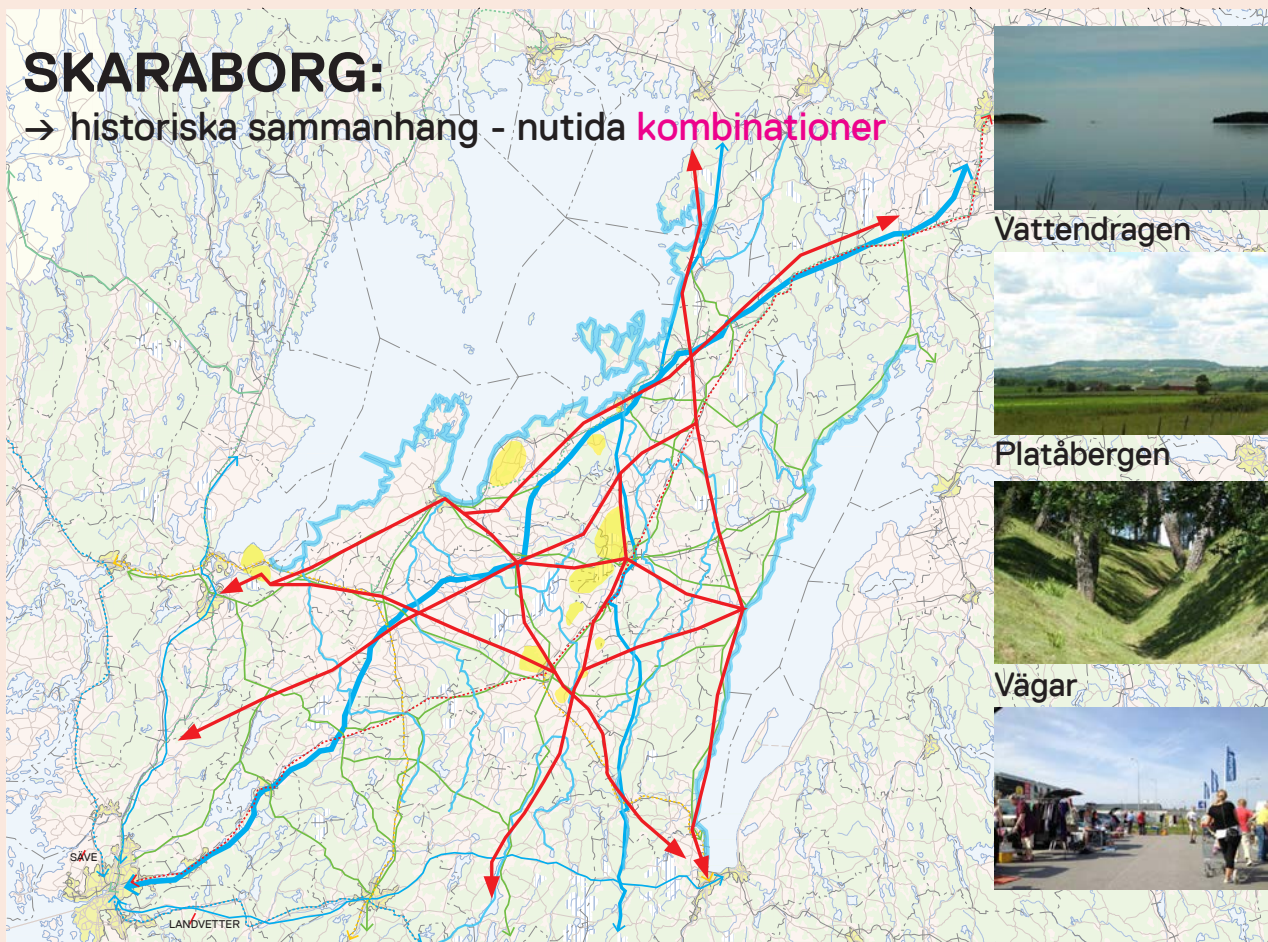 SKARABORG:
→ historiska sammanhang - nutida kombinationer
Vattendragen
Platåbergen
Vägar
SÄVE
LANDVETTER